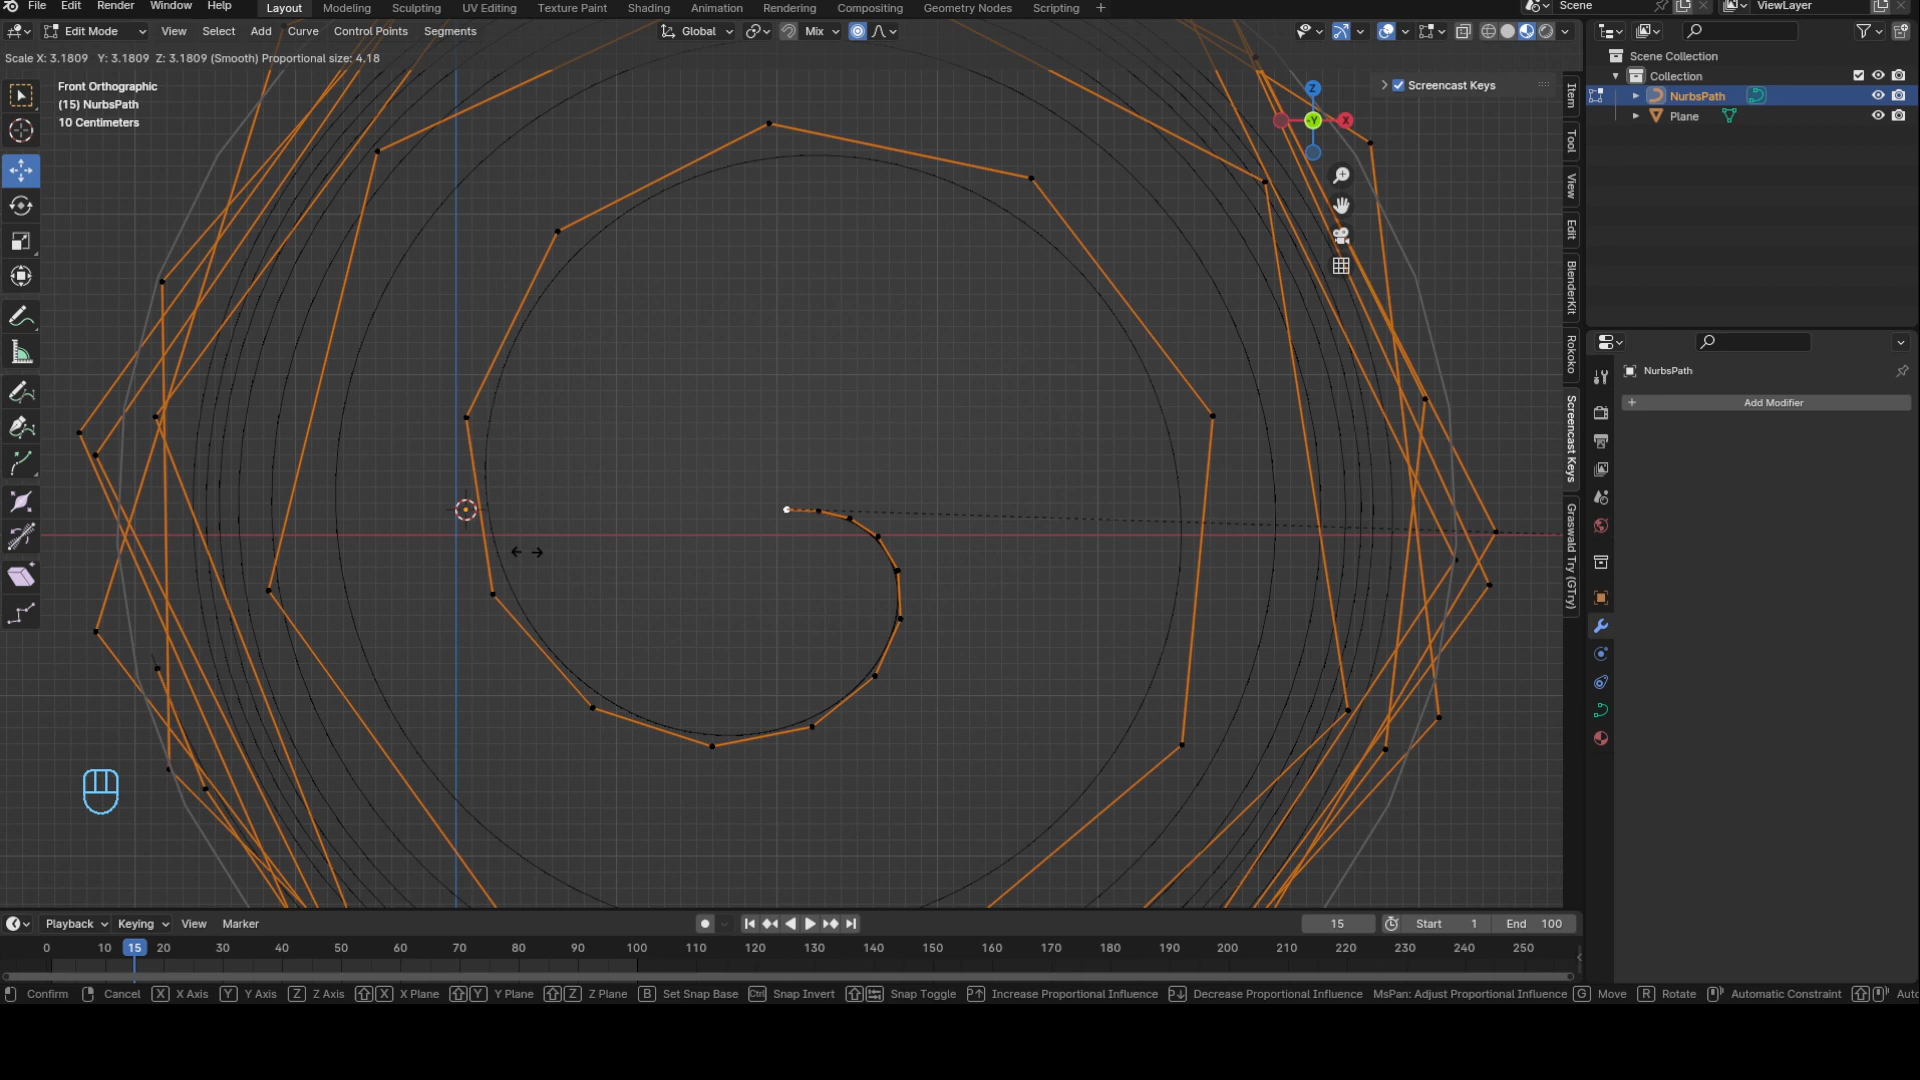 File Edit Render Window Help Layout Modeling Sculpting UV Editing Texture Paint Shading Animation Rendering Compositing Geometry Nodes Scripting + Scene ViewLayer
Edit Mode View Select Add Curve Control Points Segments Global Mix
Scale X: 3.1809 Y: 3.1809 Z: 3.1809 (Smooth) Proportional size: 4.18
Front Orthographic
(15) NurbsPath
10 Centimeters
Screencast Keys
Z
-Y
X
Item
Tool
View
Edit
BlenderKit
Rokoko
Screencast Keys
Graswald Try (GTry)
Scene Collection
Collection
NurbsPath
Plane
NurbsPath
+ Add Modifier
Playback Keying View Marker 15 Start 1 End 100
0 10 15 20 30 40 50 60 70 80 90 100 110 120 130 140 150 160 170 180 190 200 210 220 230 240 250
Confirm Cancel X X Axis Y Y Axis Z Z Axis X X Plane Y Y Plane Z Z Plane B Set Snap Base Ctrl Snap Invert Snap Toggle Increase Proportional Influence Decrease Proportional Influence MsPan: Adjust Proportional Influence G Move R Rotate Automatic Constraint Auto